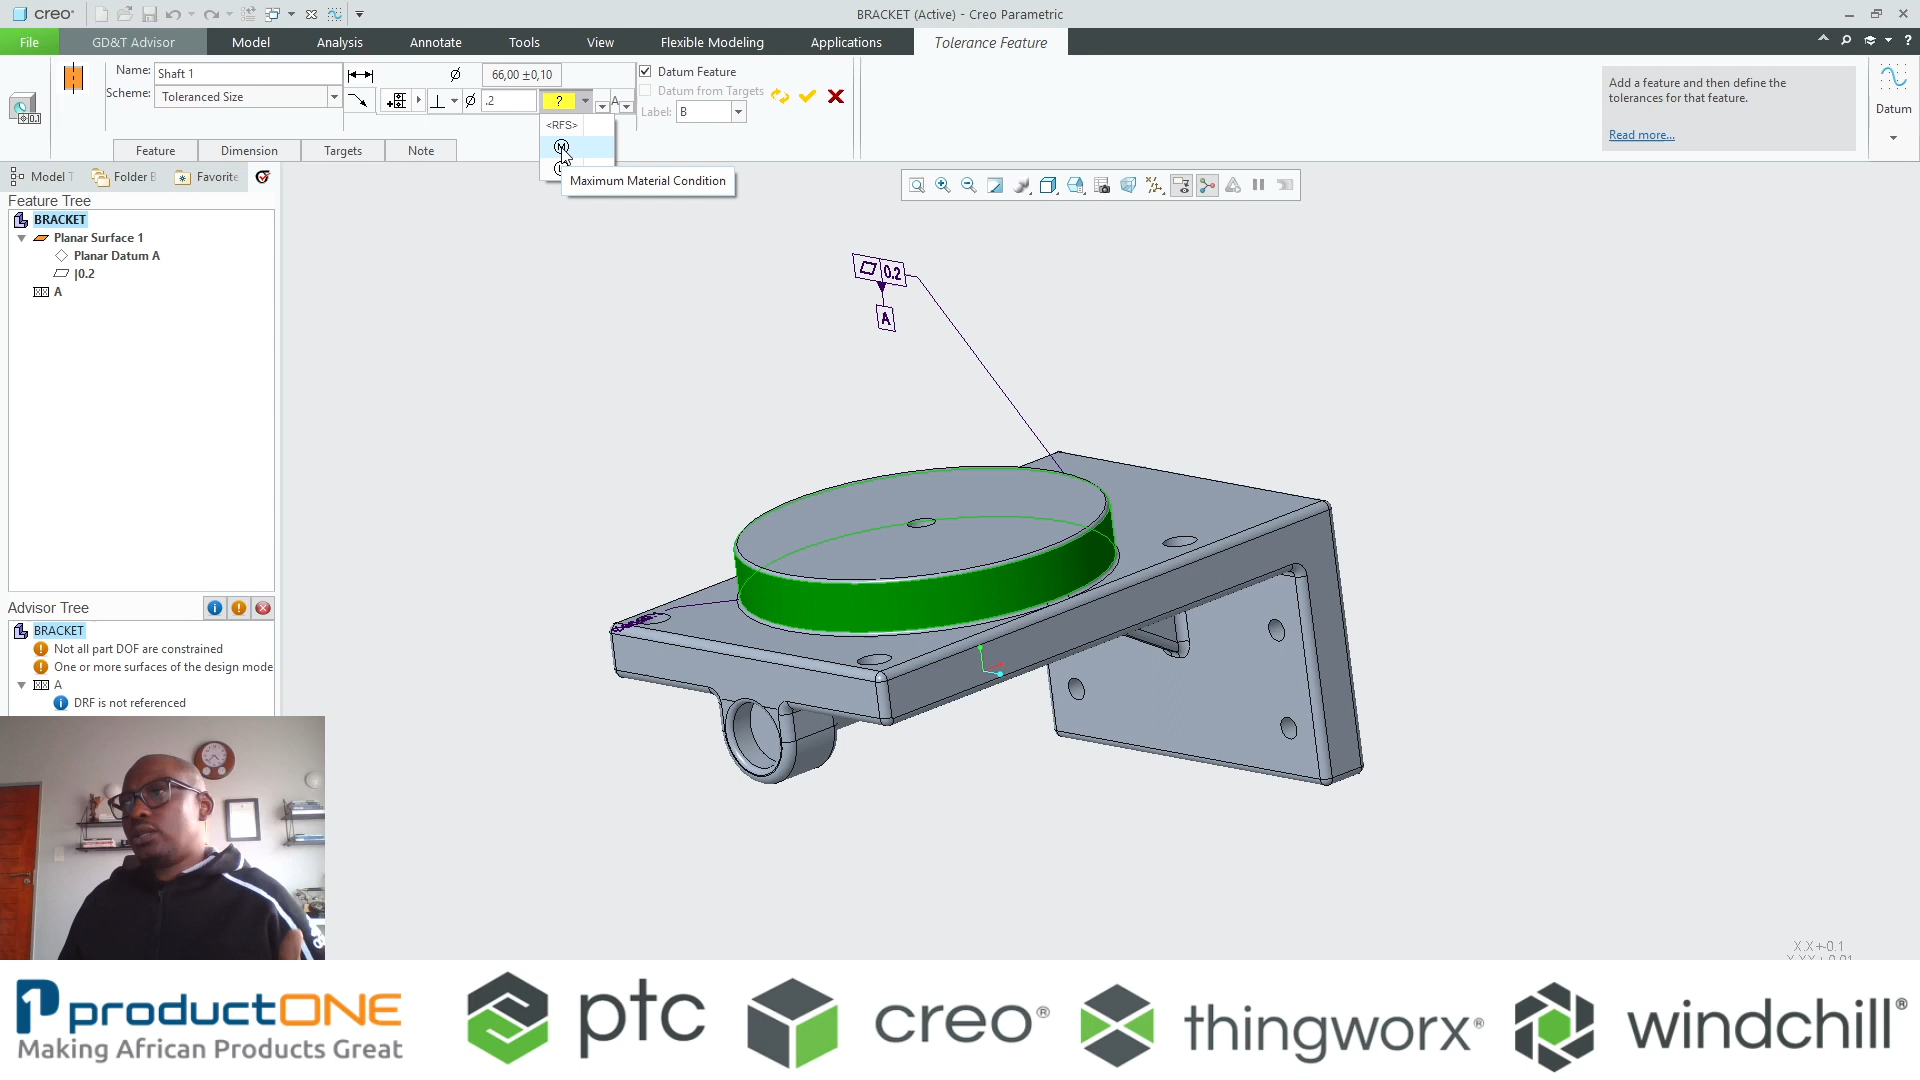 creo®
BRACKET (Active) - Creo Parametric
File
GD&T Advisor
Model
Analysis
Annotate
Tools
View
Flexible Modeling
Applications
Tolerance Feature
Name:
Shaft 1
66,00 ±0,10
Datum Feature
Scheme:
Toleranced Size
.2
?
Datum from Targets
Label:
B
<RFS>
M
Maximum Material Condition
Add a feature and then define the
tolerances for that feature.
Read more...
Datum
Feature
Dimension
Targets
Note
Model T
Folder B
Favorite
Feature Tree
BRACKET
Planar Surface 1
Planar Datum A
|0.2
A
0.2
A
Advisor Tree
BRACKET
Not all part DOF are constrained
One or more surfaces of the design mode
A
DRF is not referenced
X.X+-0.1
productONE
Making African Products Great
ptc
creo®
thingworx®
windchill®